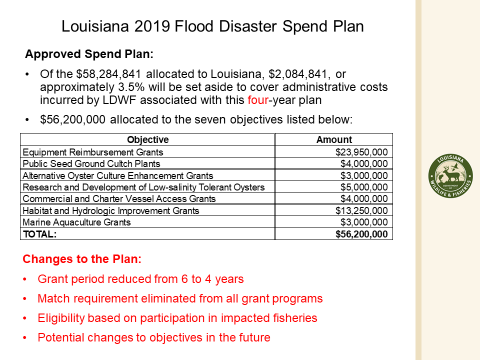 Louisiana 2019 Flood Disaster Spend Plan
Approved Spend Plan:
• Of the $58,284,841 allocated to Louisiana, $2,084,841, or
approximately 3.5% will be set aside to cover administrative costs
incurred by LDWF associated with this four-year plan
• $56,200,000 allocated to the seven objectives listed below:
Objective Amount
Equipment Reimbursement Grants $23,950,000
Public Seed Ground Cultch Plants $4,000,000
Alternative Oyster Culture Enhancement Grants $3,000,000
Research and Development of Low-salinity Tolerant Oysters $5,000,000
Commercial and Charter Vessel Access Grants $4,000,000
Habitat and Hydrologic Improvement Grants $13,250,000
Marine Aquaculture Grants $3,000,000
TOTAL: $56,200,000
Changes to the Plan:
• Grant period reduced from 6 to 4 years
• Match requirement eliminated from all grant programs
• Eligibility based on participation in impacted fisheries
• Potential changes to objectives in the future
LOUISIANA
WILDLIFE & FISHERIES